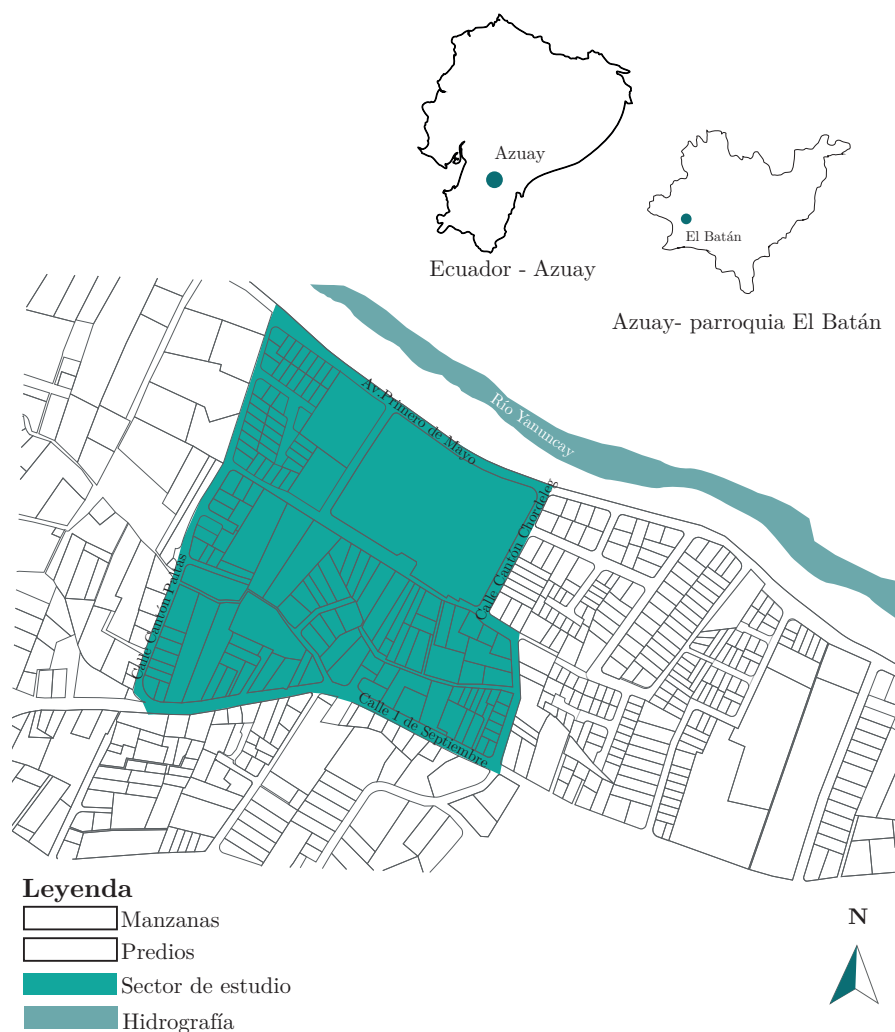 Azuay
El Batán
Ecuador - Azuay
Azuay- parroquia El Batán
Av.Primero de Mayo
Río Yanuncay
Calle Cantón Chordeleg
Calle Cantón Paltas
Calle 1 de Septiembre
Leyenda
Manzanas
Predios
Sector de estudio
Hidrografía
N